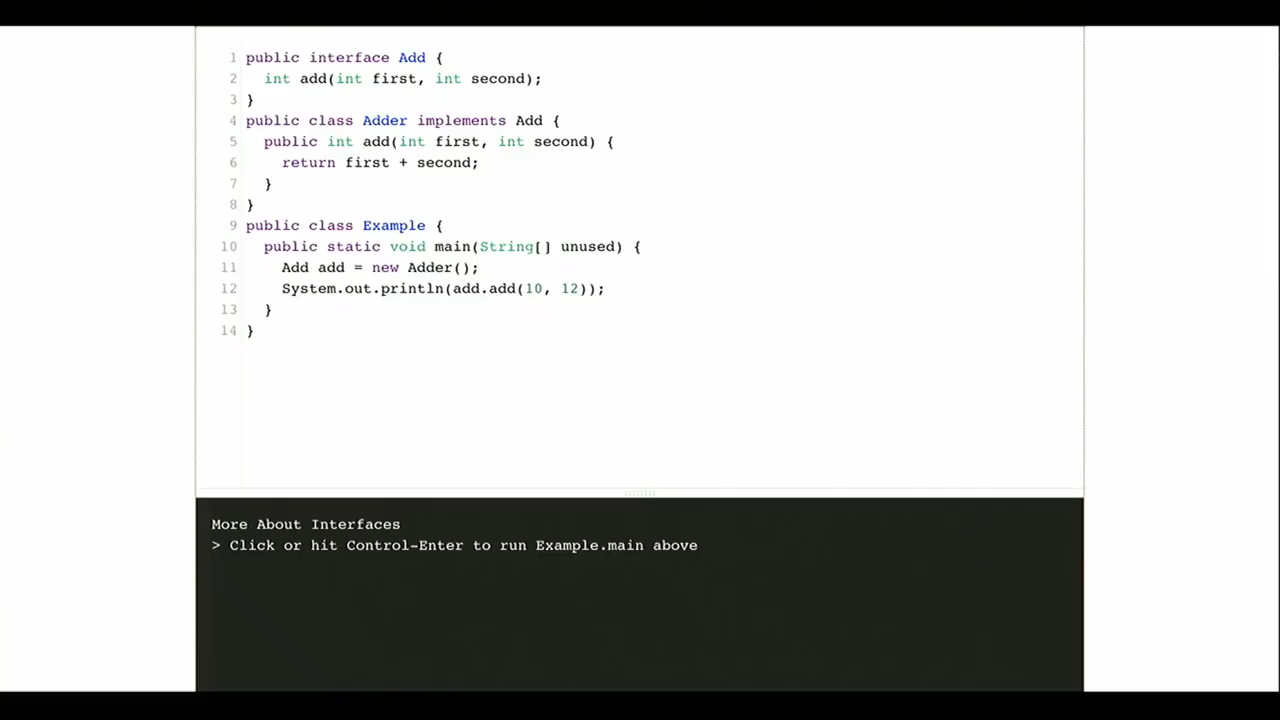 1 public interface Add {
2   int add(int first, int second);
3 }
4 public class Adder implements Add {
5   public int add(int first, int second) {
6     return first + second;
7   }
8 }
9 public class Example {
10   public static void main(String[] unused) {
11     Add add = new Adder();
12     System.out.println(add.add(10, 12));
13   }
14 }
More About Interfaces
> Click or hit Control-Enter to run Example.main above